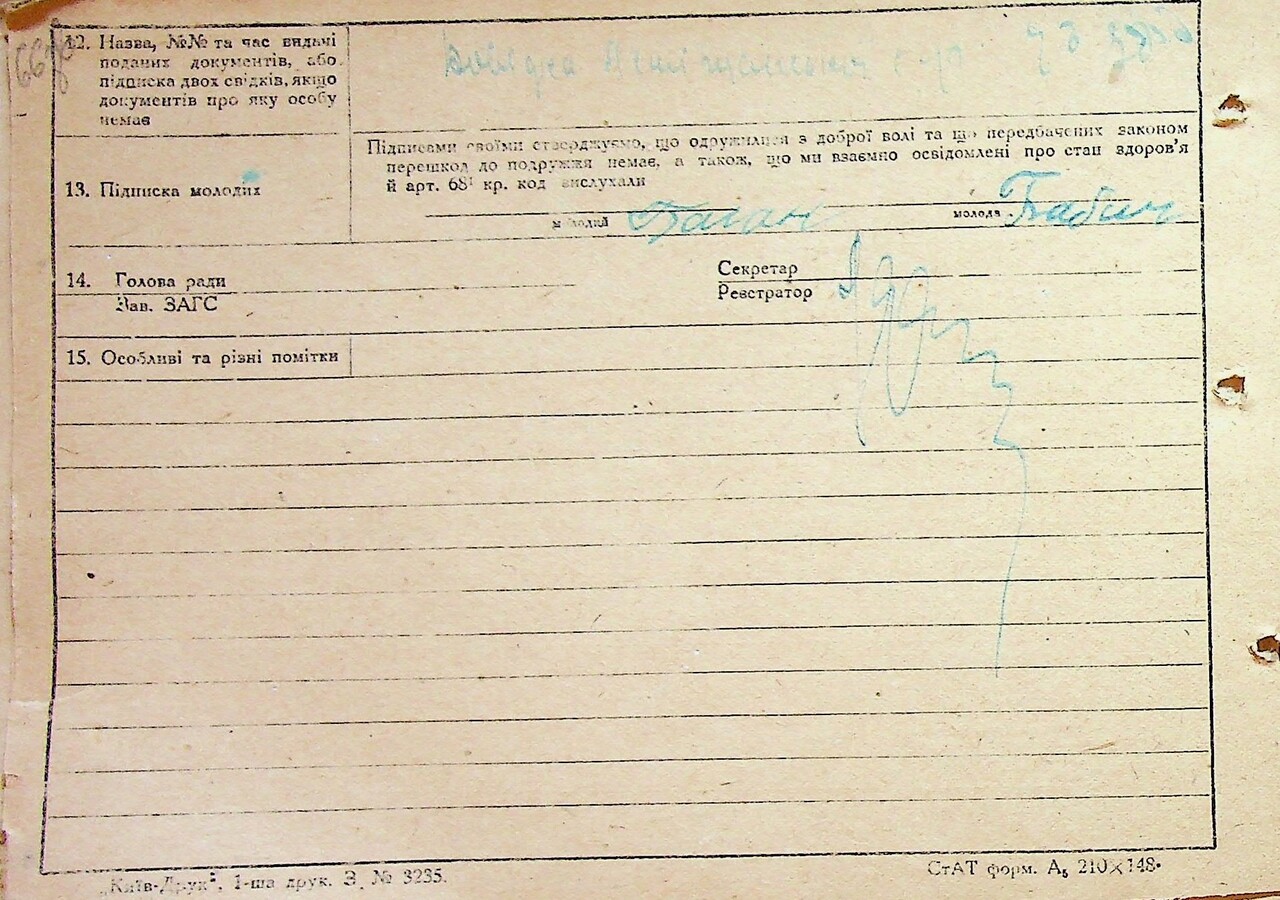 12. Назва, №№ та час видачі
поданих документів, або
підписка двох свідків, якщо
документів про яку особу
немає
Підписами своїми стверджуємо, що одружилися з доброї волі та що передбачених законом
перешкод до подружжя немає, а також, що ми взаємно освідомлені про стан здоров'я
й арт. 68¹ кр. код вислухали
13. Підписка молодих
молодий Паган молода Бабич
14. Голова ради Секретар
Зав. ЗАГС Реєстратор
15. Особливі та різні помітки
„Київ-Друк", 1-ша друк. З. № 3235.
СтАТ форм. А₅ 210×148.